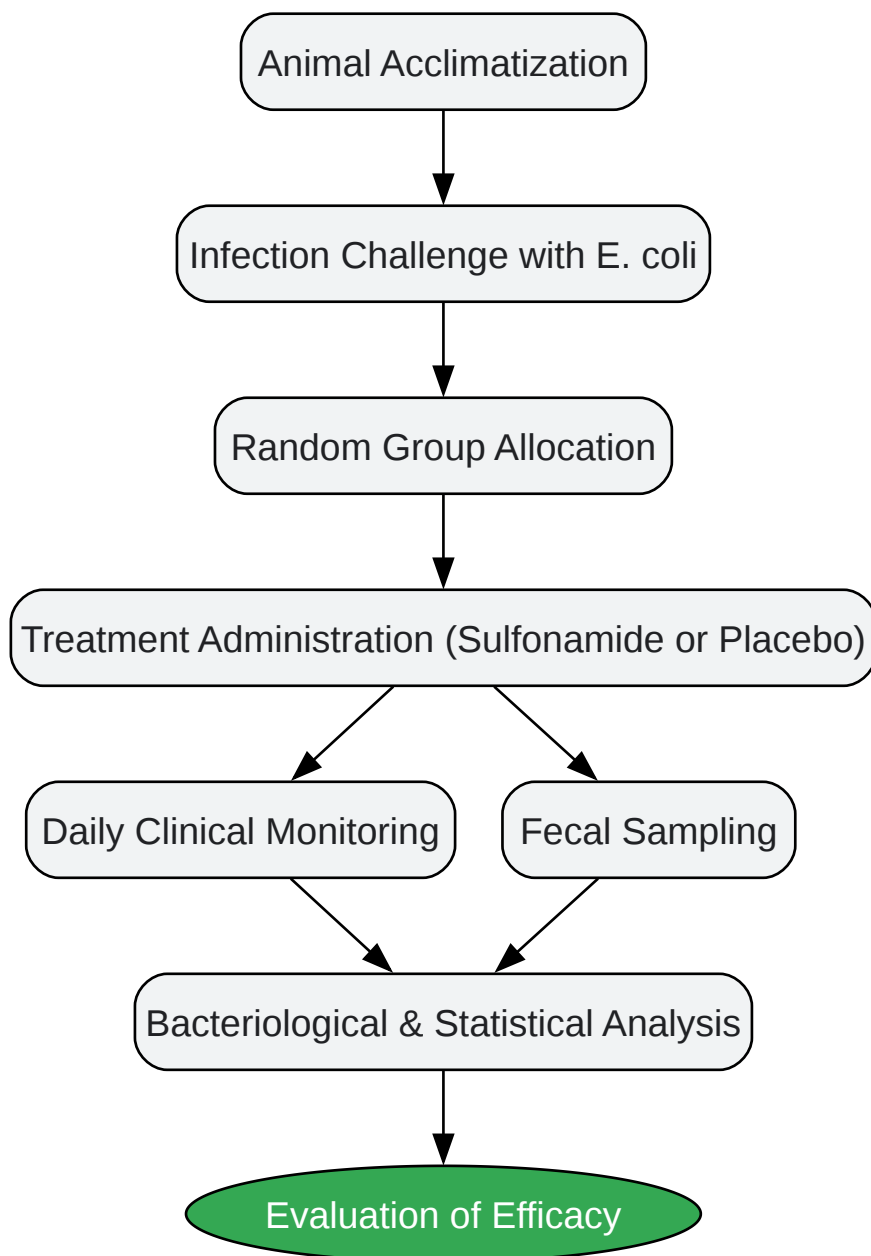 Animal Acclimatization
Infection Challenge with E. coli
Random Group Allocation
Treatment Administration (Sulfonamide or Placebo)
Daily Clinical Monitoring
Fecal Sampling
Bacteriological & Statistical Analysis
Evaluation of Efficacy